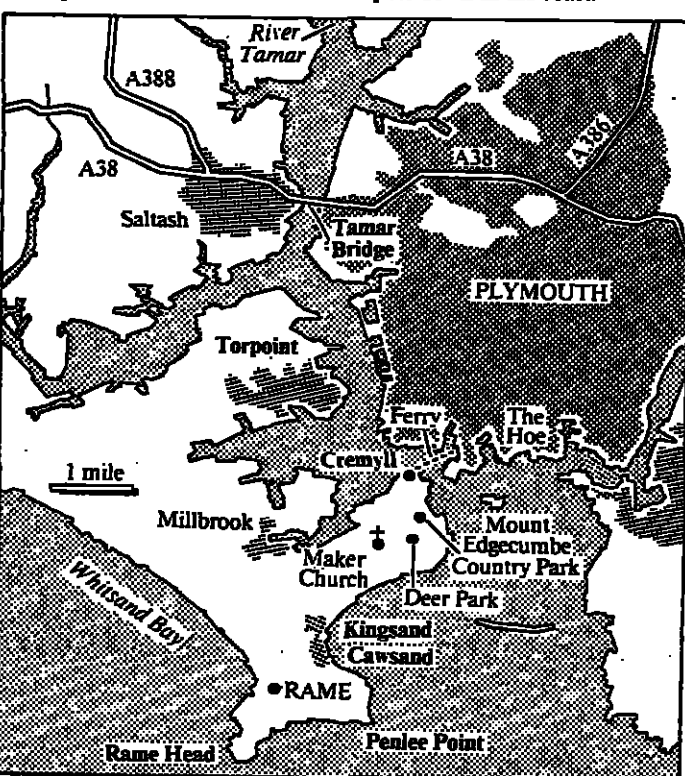 River
Tamar
A388
A386
A38
A38
Saltash
Tamar
Bridge
PLYMOUTH
Torpoint
Ferry
The
Hoe
Cremyll
1 mile
Millbrook
Mount
Edgecumbe
Country Park
Maker
Church
Deer Park
Whitsand Bay
Kingsand
Cawsand
RAME
Penlee Point
Rame Head